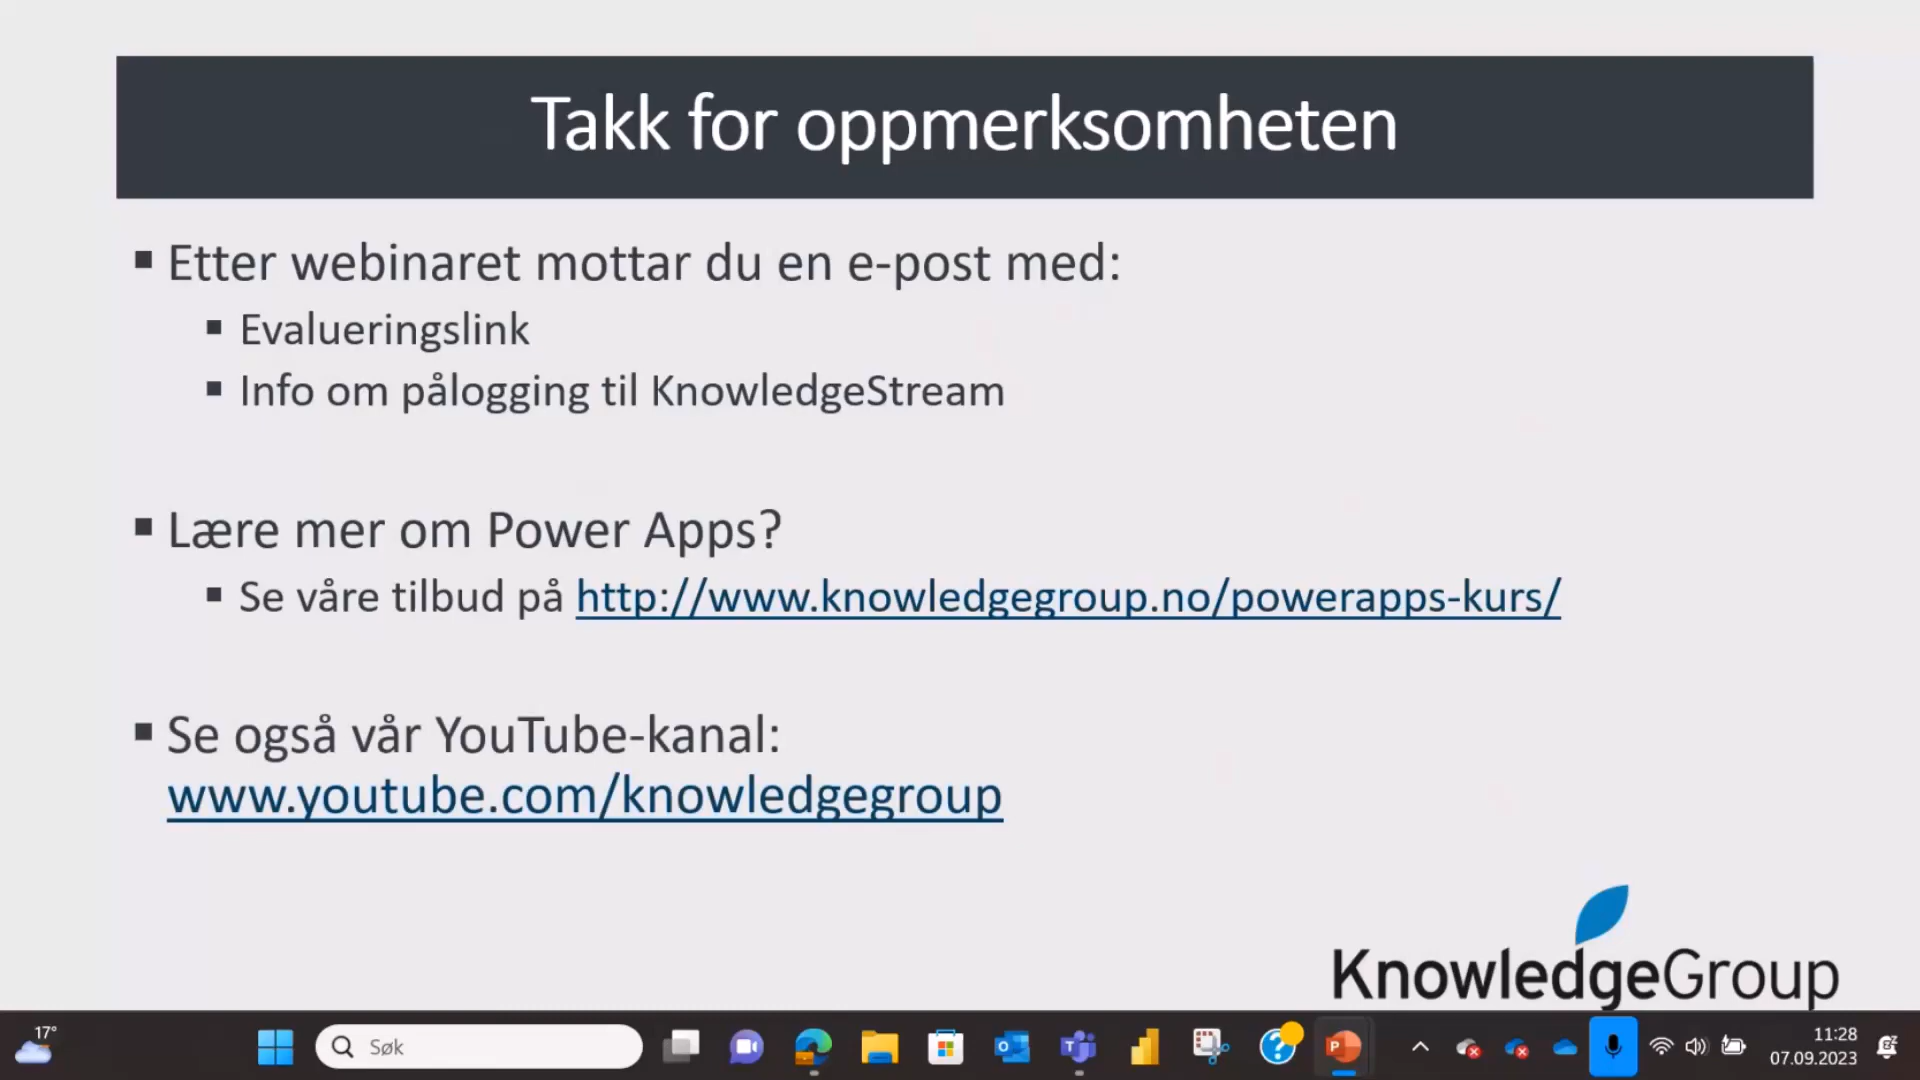 Takk for oppmerksomheten
▪ Etter webinaret mottar du en e-post med:
▪ Evalueringslink
▪ Info om pålogging til KnowledgeStream
▪ Lære mer om Power Apps?
▪ Se våre tilbud på http://www.knowledgegroup.no/powerapps-kurs/
▪ Se også vår YouTube-kanal:
www.youtube.com/knowledgegroup
KnowledgeGroup
17°
Søk
11:28
07.09.2023